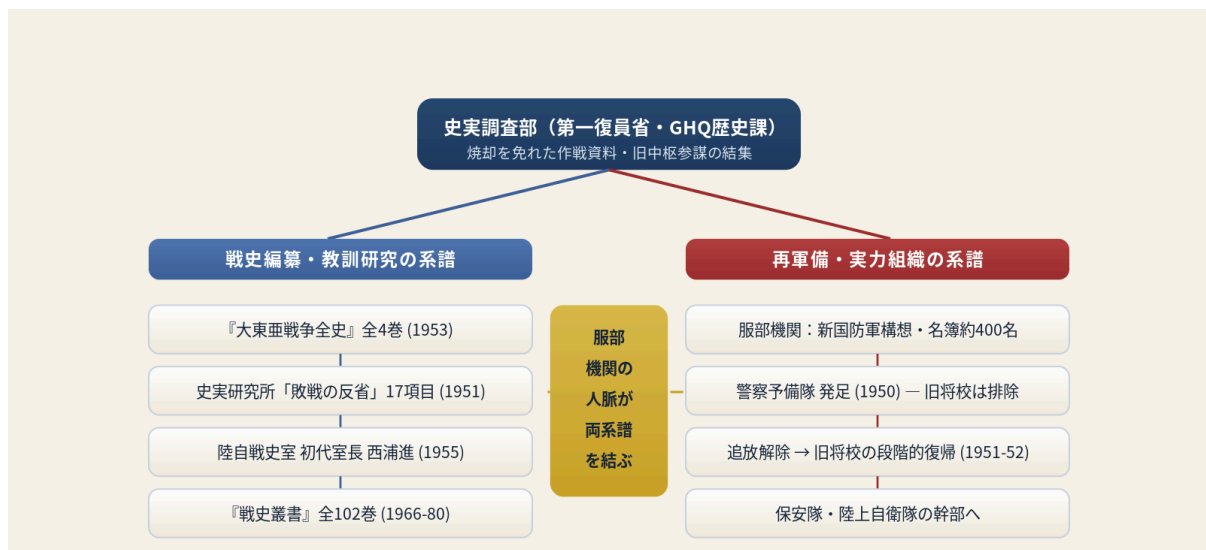 史実調査部（第一復員省・GHQ歴史課）
焼却を免れた作戦資料・旧中枢参謀の結集
戦史編纂・教訓研究の系譜
『大東亜戦争全史』全4巻 (1953)
史実研究所「敗戦の反省」17項目 (1951)
陸自戦史室 初代室長 西浦進 (1955)
『戦史叢書』全102巻 (1966-80)
服部
機関の
人脈が
両系譜
を結ぶ
再軍備・実力組織の系譜
服部機関：新国防軍構想・名簿約400名
警察予備隊 発足 (1950) — 旧将校は排除
追放解除 → 旧将校の段階的復帰 (1951-52)
保安隊・陸上自衛隊の幹部へ